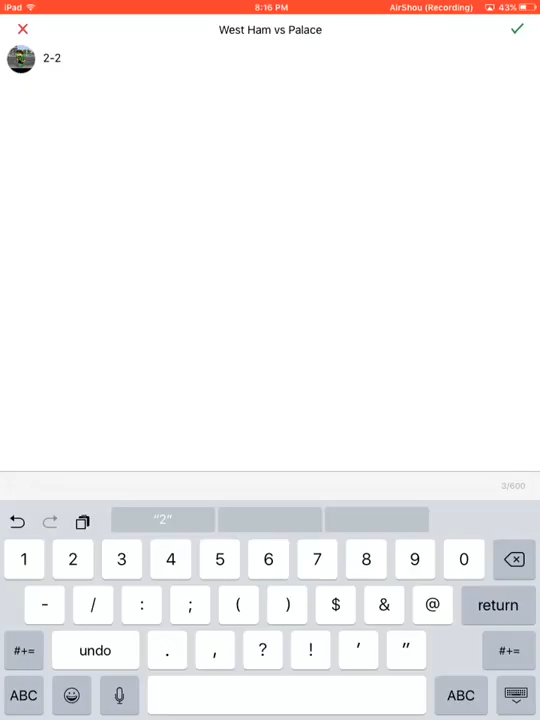 iPad 8:16 PM AirShou (Recording) 43%
West Ham vs Palace
2-2
3/600
"2"
1 2 3 4 5 6 7 8 9 0
- / : ; ( ) $ & @ return
#+= undo . , ? ! ' " #+=
ABC ABC